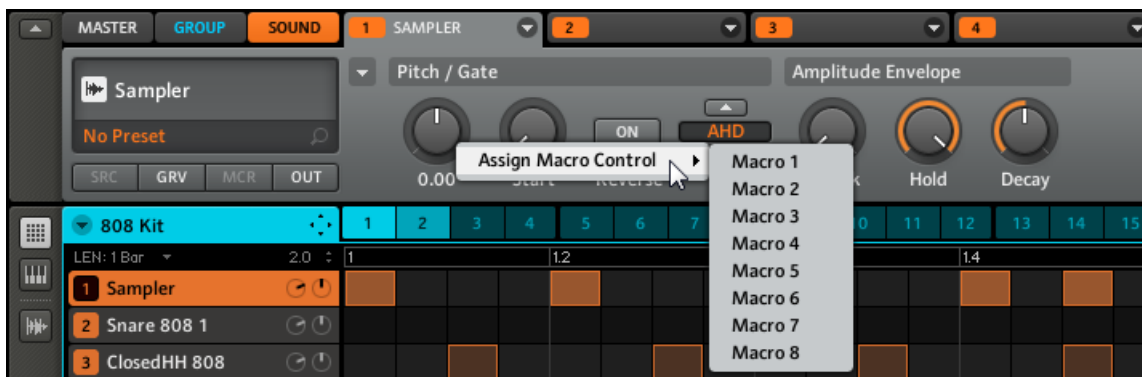 MASTER GROUP SOUND 1 SAMPLER 2 3 4
Pitch / Gate Amplitude Envelope
Sampler
No Preset
ON AHD
SRC GRV MCR OUT
0.00 Start Reverse Hold Decay
Assign Macro Control
Macro 1
Macro 2
Macro 3
Macro 4
Macro 5
Macro 6
Macro 7
Macro 8
808 Kit 1 2 3 4 5 6 7 11 12 13 14 15
LEN: 1 Bar 2.0 1 1.2 1.4
1 Sampler
2 Snare 808 1
3 ClosedHH 808